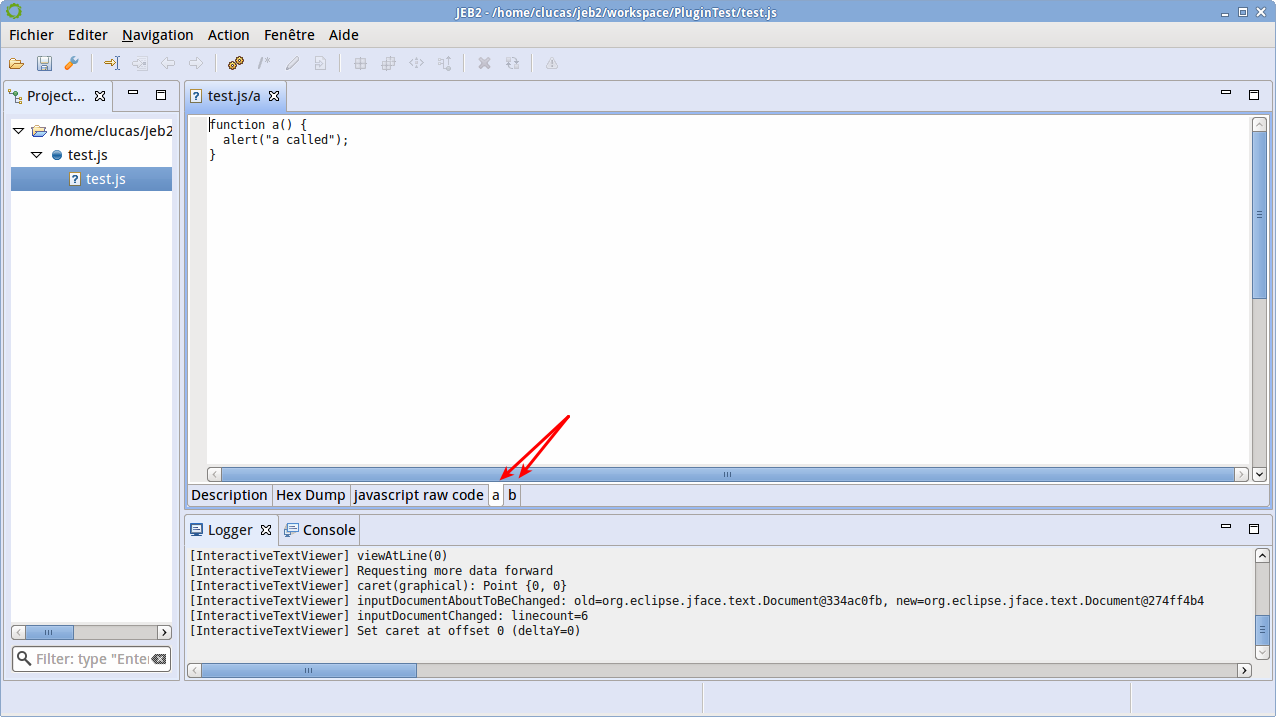 JEB2 - /home/clucas/jeb2/workspace/PluginTest/test.js
Fichier Editer Navigation Action Fenêtre Aide
Project...
/home/clucas/jeb2
test.js
test.js
Filter: type "Enter
test.js/a
function a() {
  alert("a called");
}
Description Hex Dump javascript raw code a b
Logger Console
[InteractiveTextViewer] viewAtLine(0)
[InteractiveTextViewer] Requesting more data forward
[InteractiveTextViewer] caret(graphical): Point {0, 0}
[InteractiveTextViewer] inputDocumentAboutToBeChanged: old=org.eclipse.jface.text.Document@334ac0fb, new=org.eclipse.jface.text.Document@274ff4b4
[InteractiveTextViewer] inputDocumentChanged: linecount=6
[InteractiveTextViewer] Set caret at offset 0 (deltaY=0)